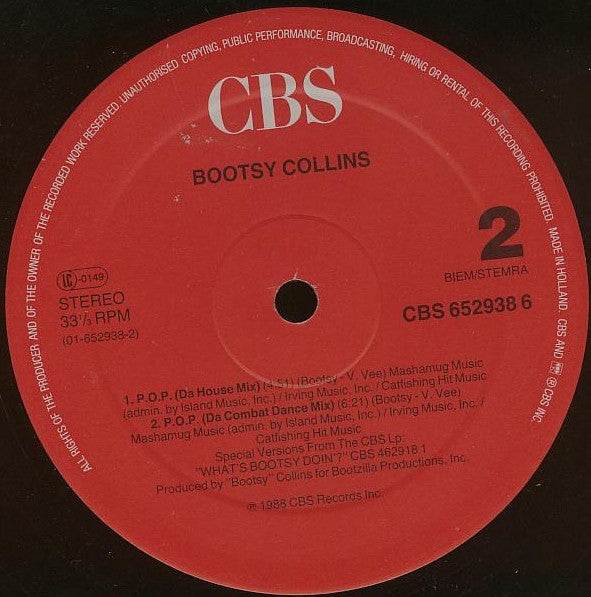 ALL RIGHTS OF THE PRODUCER AND OF THE OWNER OF THE RECORDED WORK RESERVED. UNAUTHORISED COPYING, PUBLIC PERFORMANCE, BROADCASTING, HIRING OR RENTAL OF THIS RECORDING PROHIBITED. MADE IN HOLLAND. CBS AND ® CBS INC.
CBS
BOOTSY COLLINS
2
BIEM/STEMRA
CBS 652938 6
LC-0149
STEREO
33⅓ RPM
(01-652938-2)
1. P.O.P. (Da House Mix) (4:51) (Bootsy - V. Vee) Mashamug Music
(admin. by Island Music, Inc.) / Irving Music, Inc. / Catfishing Hit Music
2. P.O.P. (Da Combat Dance Mix) (6:21) (Bootsy - V. Vee)
Mashamug Music (admin. by Island Music, Inc.) / Irving Music, Inc. /
Catfishing Hit Music
Special Versions From The CBS Lp:
"WHAT'S BOOTSY DOIN'?" CBS 462918 1
Produced by "Bootsy" Collins for Bootzilla Productions, Inc.
℗ 1988 CBS Records Inc.